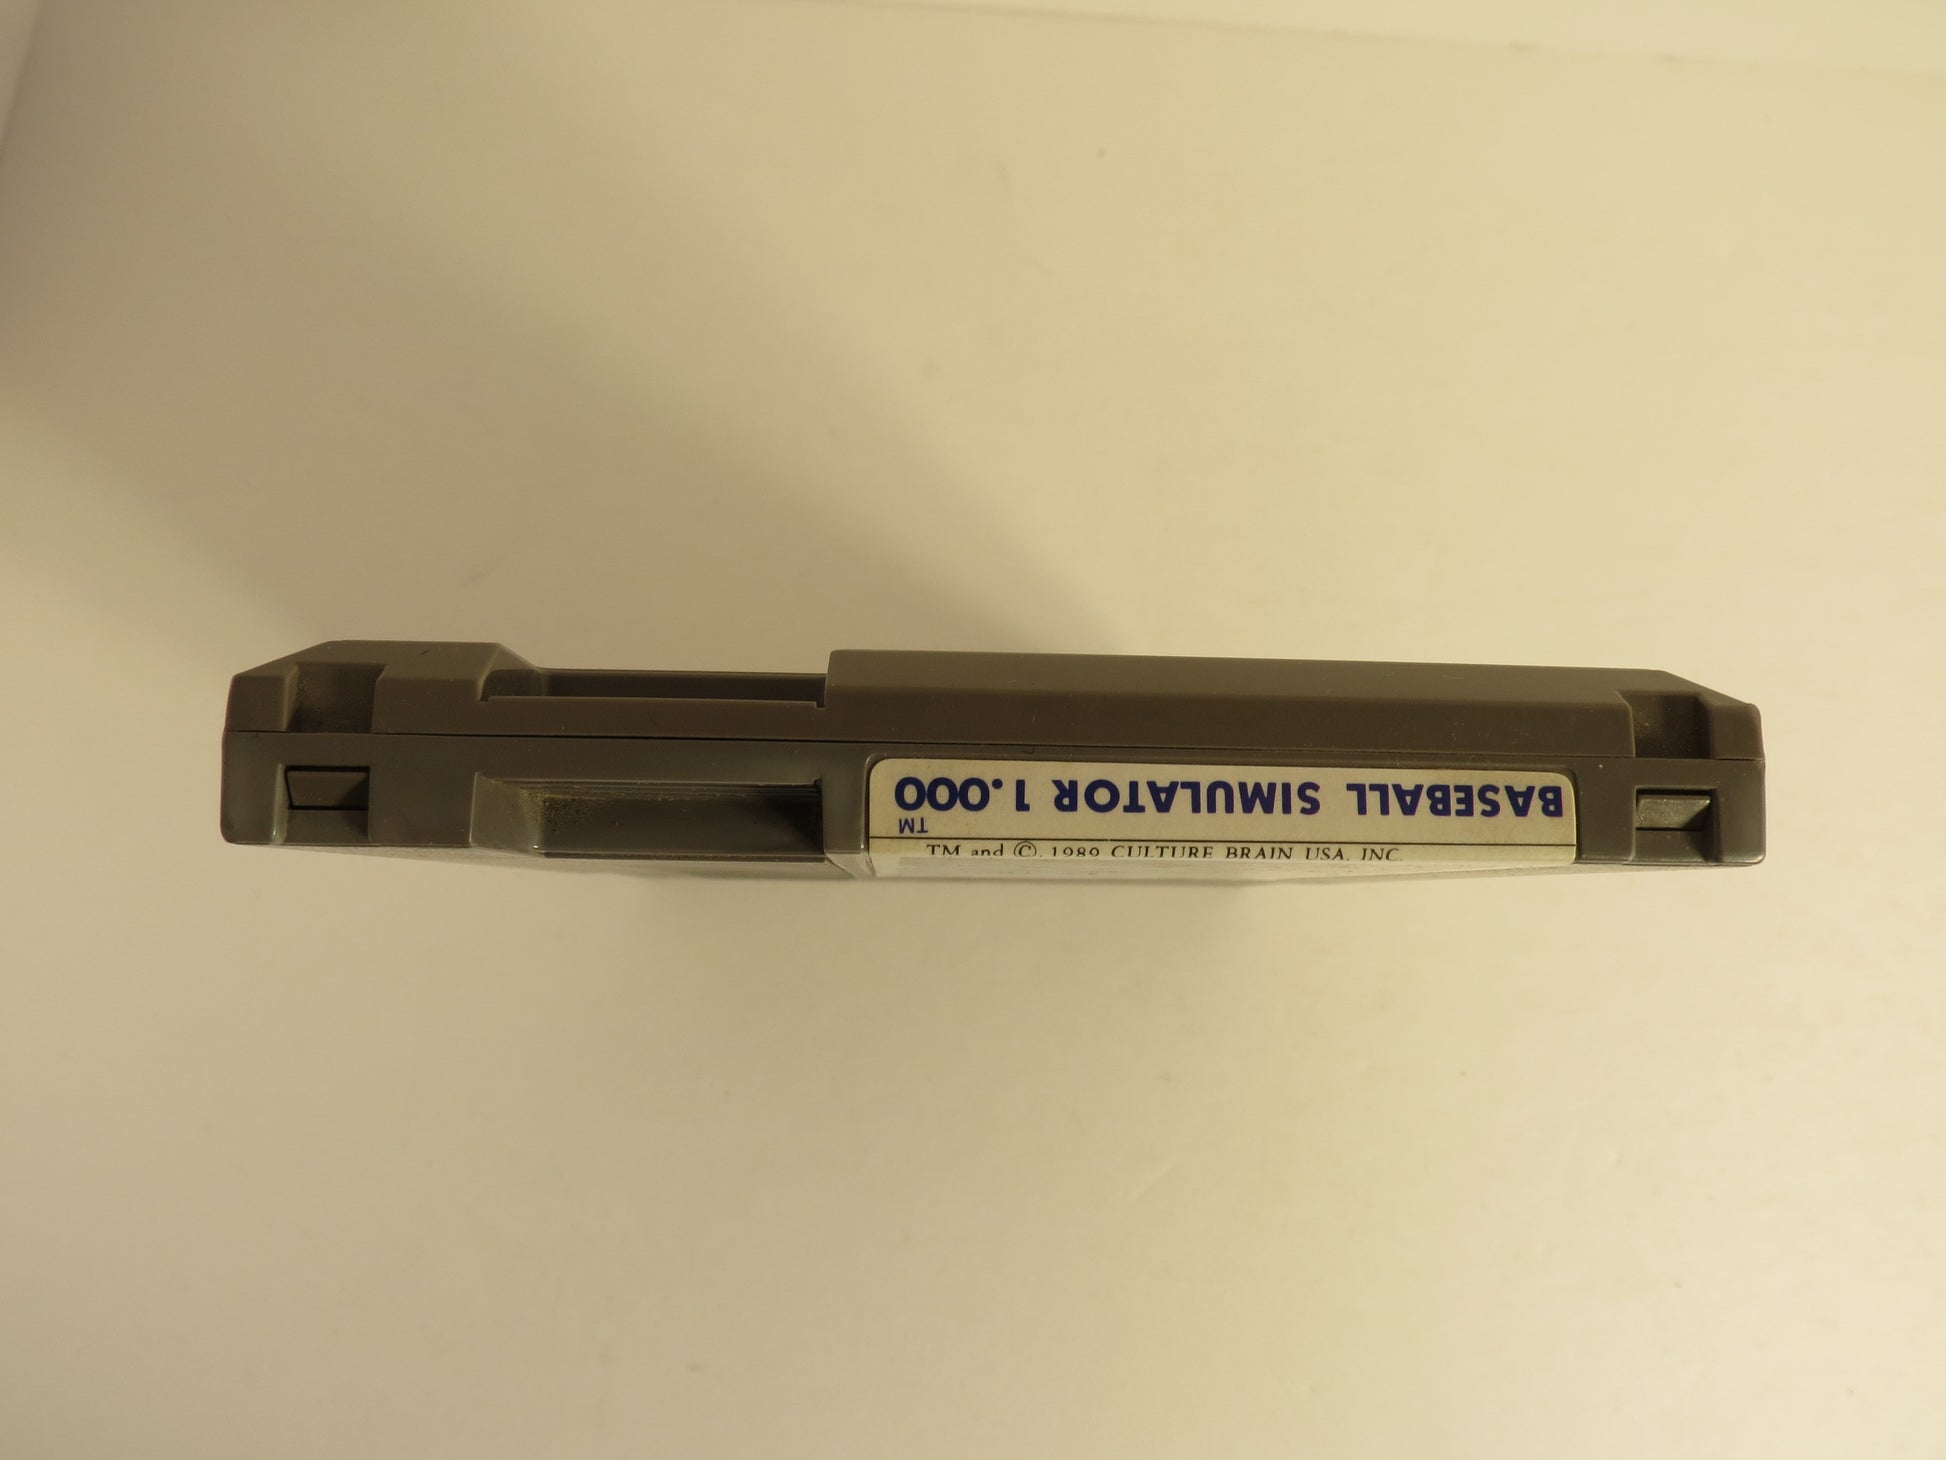 BASEBALL SIMULATOR 1.000
TM
TM and ©, 1989 CULTURE BRAIN USA, INC.